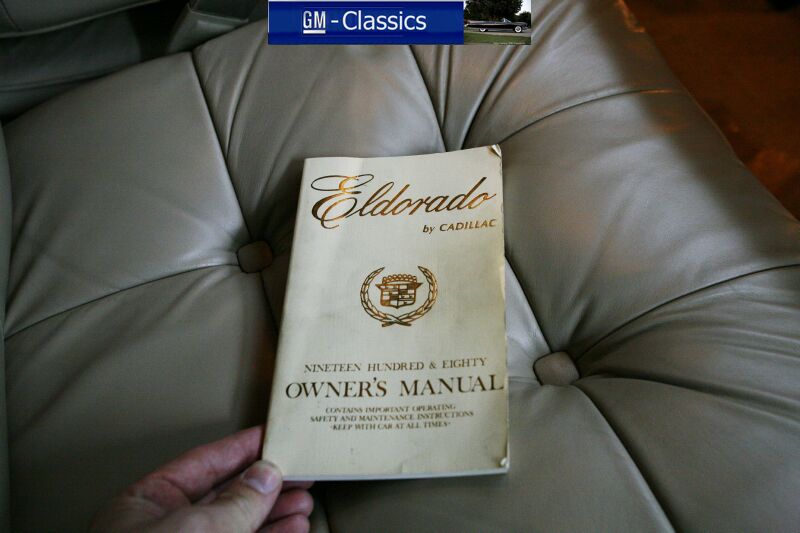 GM - Classics
Eldorado
by CADILLAC
NINETEEN HUNDRED & EIGHTY
OWNER'S MANUAL
CONTAINS IMPORTANT OPERATING
SAFETY AND MAINTENANCE INSTRUCTIONS
"KEEP WITH CAR AT ALL TIMES"